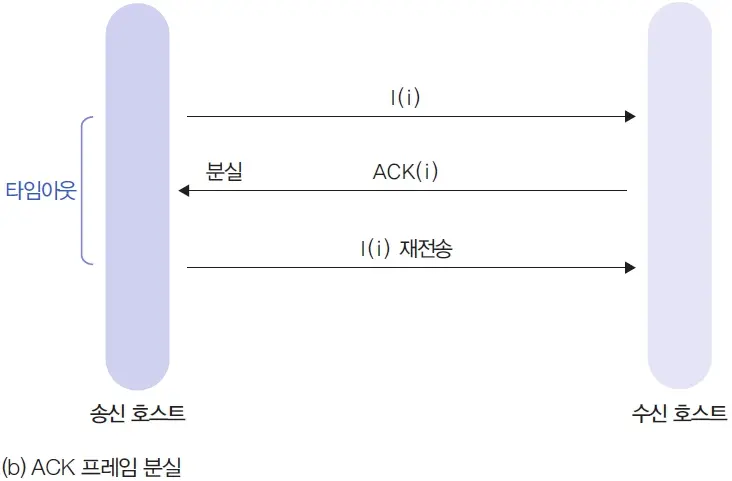 I(i)
분실
ACK(i)
타임아웃
I(i) 재전송
송신 호스트
수신 호스트
(b) ACK 프레임 분실